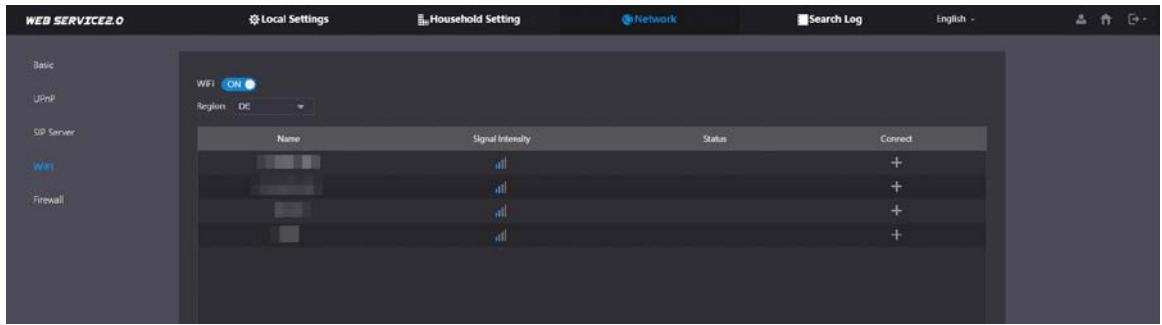 WEB SERVICE2.0 Local Settings Household Setting Network Search Log English
Basic
UPnP
SIP Server
WIFI
Firewall
WIFI ON
Region DE
Name Signal Intensity Status Connect